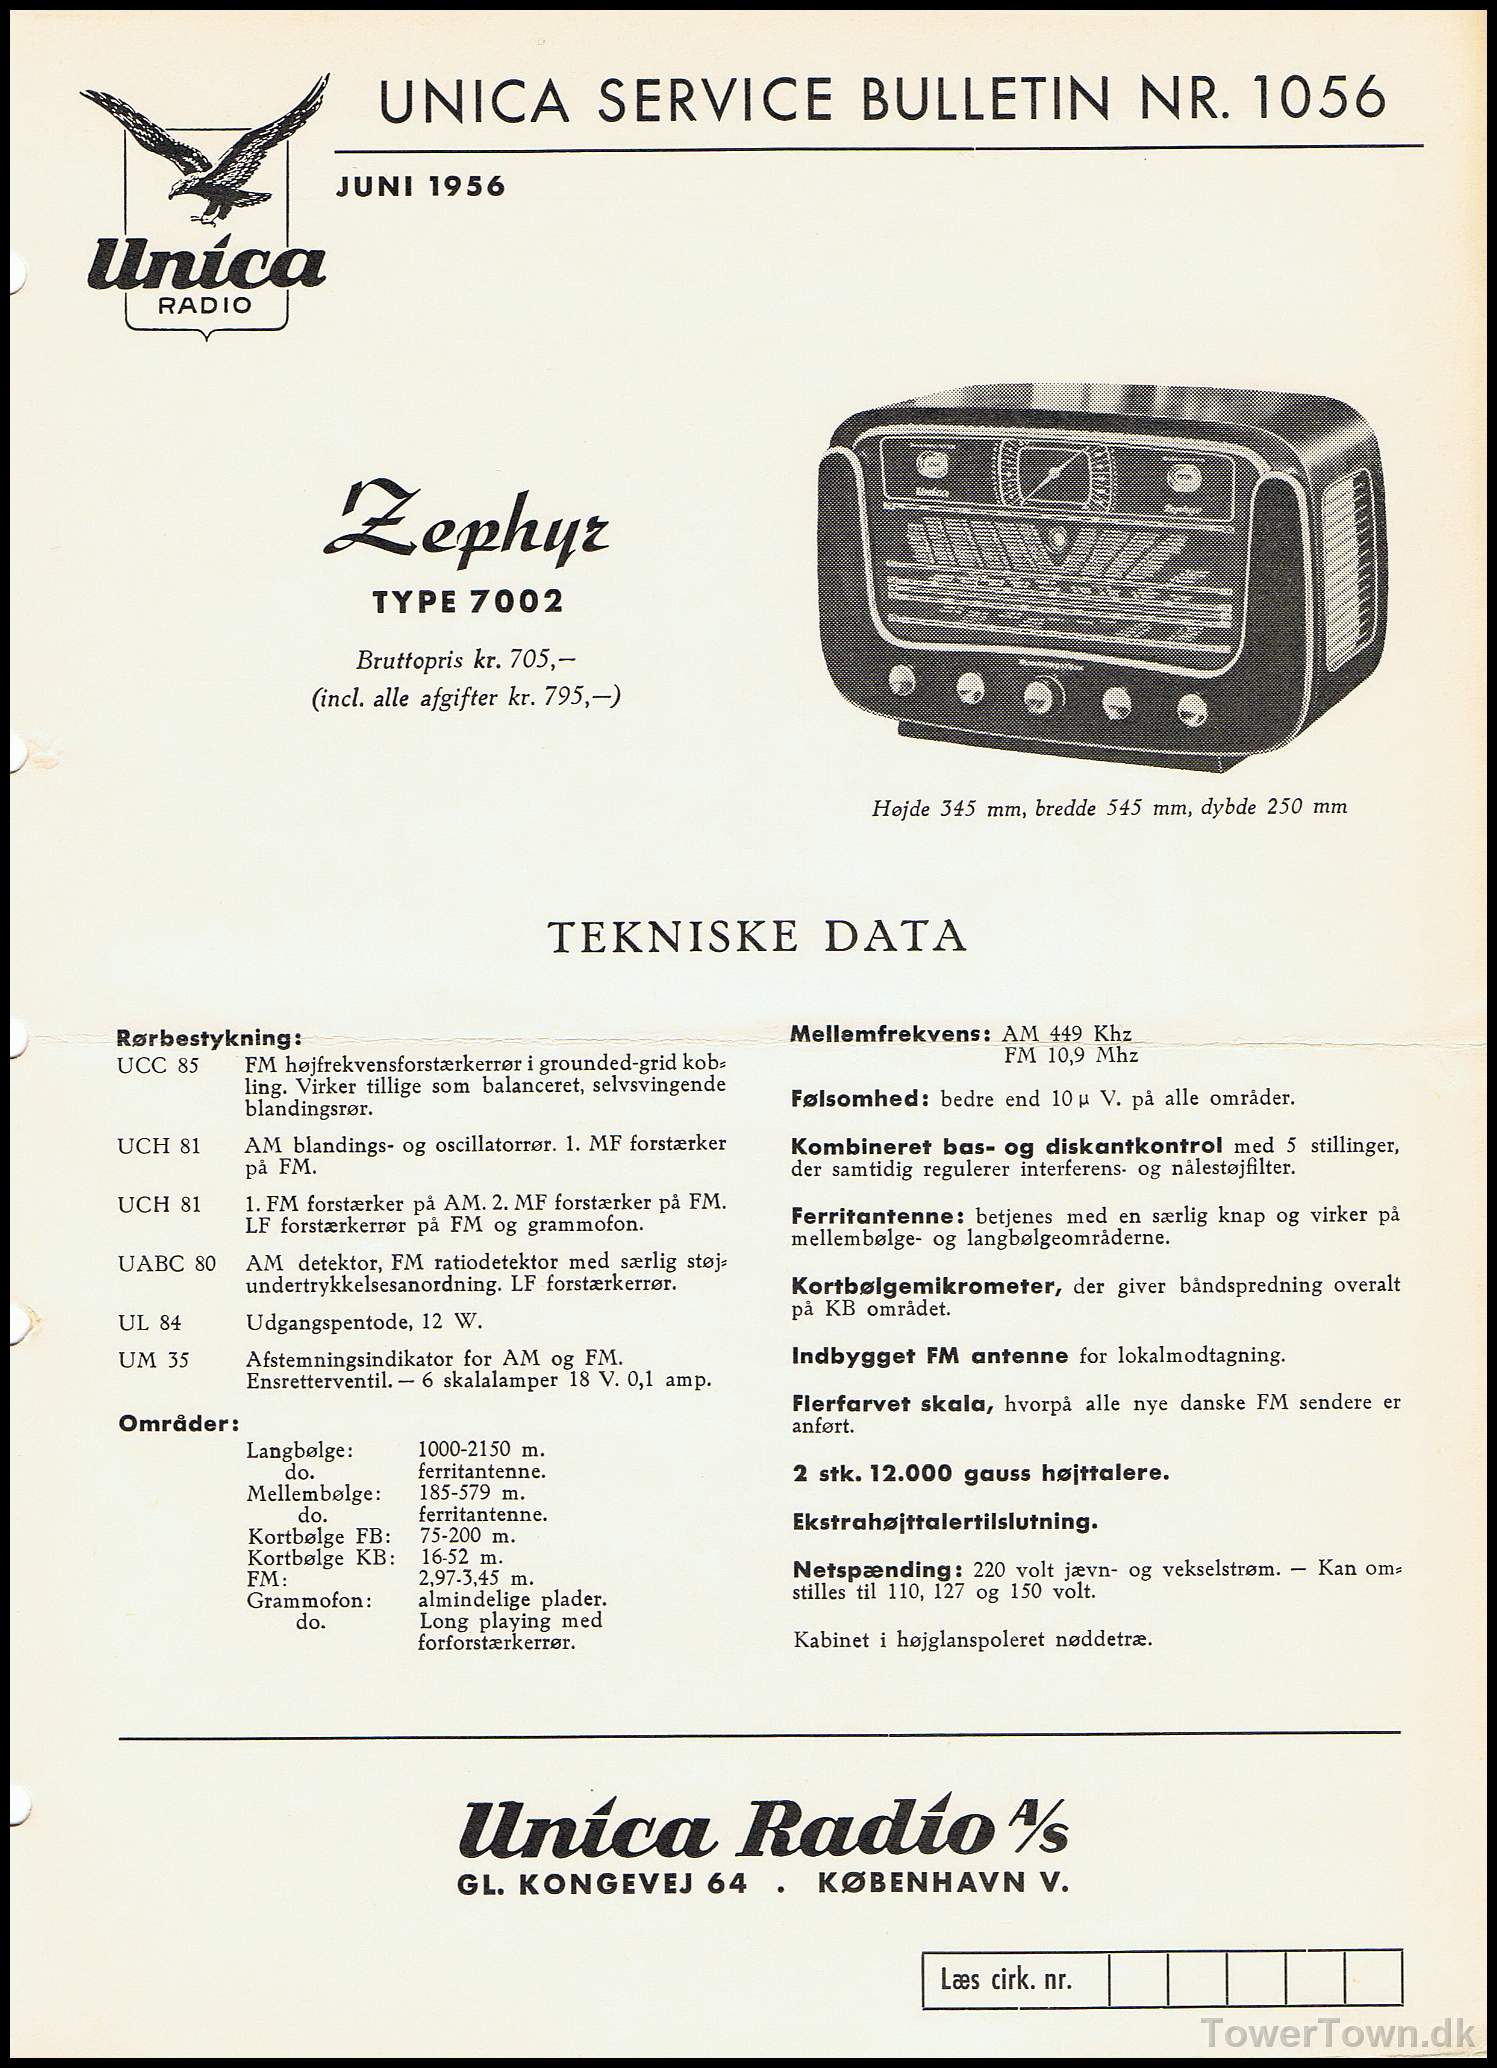 UNICA SERVICE BULLETIN NR. 1056
JUNI 1956
Unica
RADIO
Zephyr
TYPE 7002
Bruttopris kr. 705,—
(incl. alle afgifter kr. 795,—)
Højde 345 mm, bredde 545 mm, dybde 250 mm
TEKNISKE DATA
Rørbestykning:
UCC 85 FM højfrekvensforstærkerrør i grounded-grid kob-
ling. Virker tillige som balanceret, selvsvingende
blandingsrør.
UCH 81 AM blandings- og oscillatorrør. 1. MF forstærker
på FM.
UCH 81 1. FM forstærker på AM. 2. MF forstærker på FM.
LF forstærkerrør på FM og grammofon.
UABC 80 AM detektor, FM ratiodetektor med særlig støj-
undertrykkelsesanordning. LF forstærkerrør.
UL 84 Udgangspentode, 12 W.
UM 35 Afstemningsindikator for AM og FM.
Ensretterventil. — 6 skalalamper 18 V. 0,1 amp.
Områder:
Langbølge: 1000-2150 m.
do. ferritantenne.
Mellembølge: 185-579 m.
do. ferritantenne.
Kortbølge FB: 75-200 m.
Kortbølge KB: 16-52 m.
FM: 2,97-3,45 m.
Grammofon: almindelige plader.
do. Long playing med
forforstærkerrør.
Mellemfrekvens: AM 449 Khz
FM 10,9 Mhz
Følsomhed: bedre end 10 μ V. på alle områder.
Kombineret bas- og diskantkontrol med 5 stillinger,
der samtidig regulerer interferens- og nålestøjfilter.
Ferritantenne: betjenes med en særlig knap og virker på
mellembølge- og langbølgeområderne.
Kortbølgemikrometer, der giver båndspredning overalt
på KB området.
Indbygget FM antenne for lokalmodtagning.
Flerfarvet skala, hvorpå alle nye danske FM sendere er
anført.
2 stk. 12.000 gauss højttalere.
Ekstrahøjttalertilslutning.
Netspænding: 220 volt jævn- og vekselstrøm. — Kan om-
stilles til 110, 127 og 150 volt.
Kabinet i højglanspoleret nøddetræ.
Unica Radio A/S
GL. KONGEVEJ 64 . KØBENHAVN V.
Læs cirk. nr.
TowerTown.dk